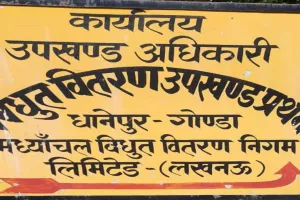 कार्यालय
उपखण्ड अधिकारी
विधुत वितरण उपखण्ड प्रथम
धानेपुर - गोण्डा
मध्याँचल विधुत वितरण निगम
लिमिटेड - (लखनऊ)